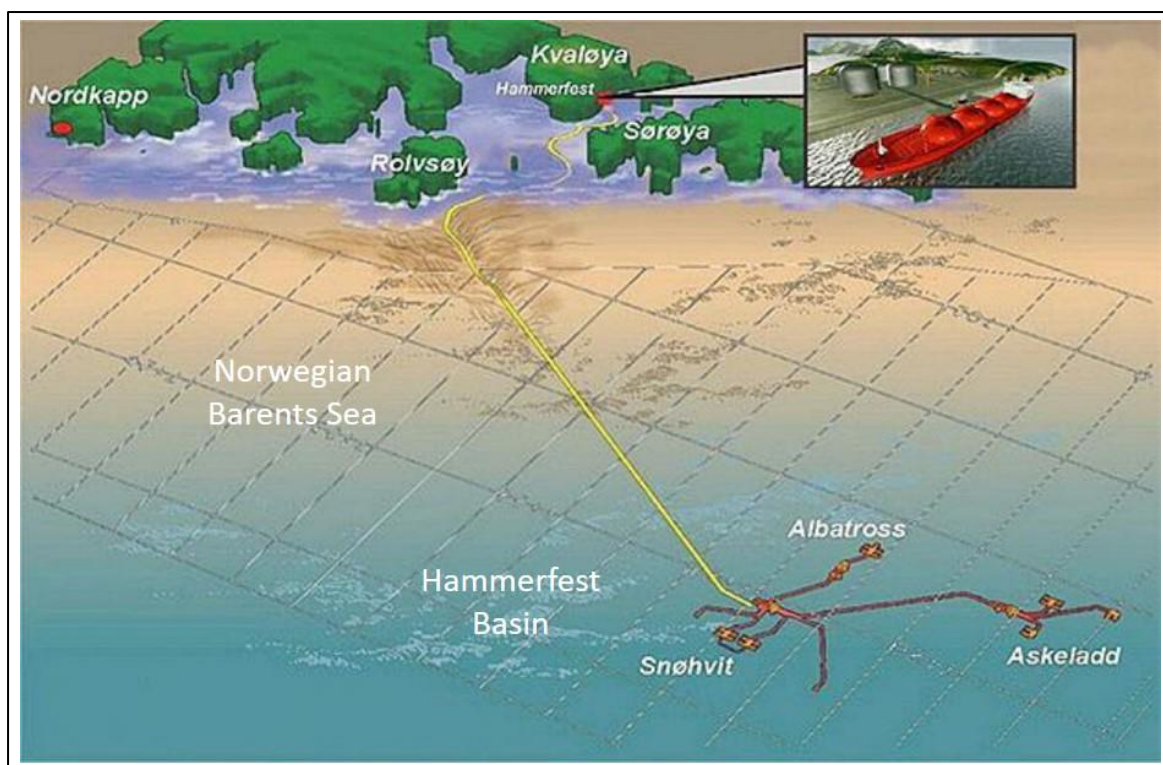 Kvaløya
Nordkapp
Hammerfest
Sørøya
Rolvsøy
Norwegian
Barents Sea
Albatross
Hammerfest
Basin
Snøhvit
Askeladd